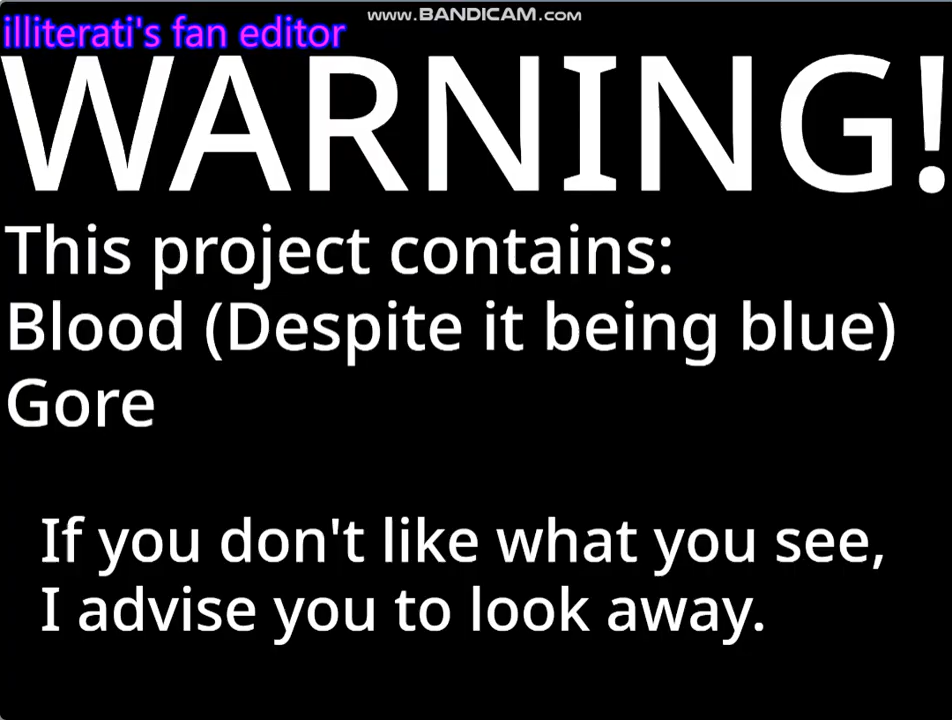 www.BANDICAM.com
illiterati's fan editor
WARNING!
This project contains:
Blood (Despite it being blue)
Gore
If you don't like what you see,
I advise you to look away.